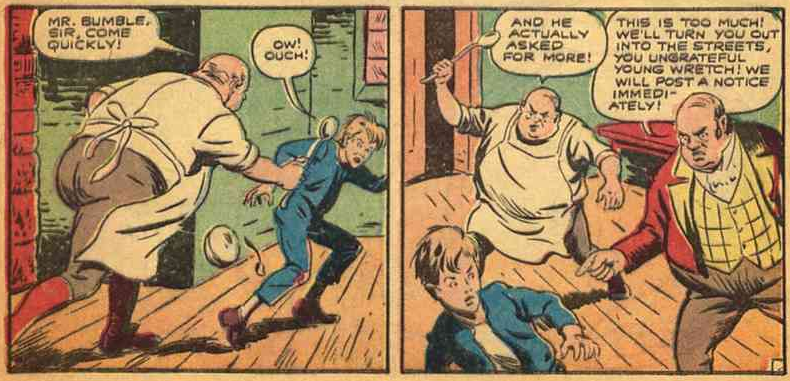 MR. BUMBLE,
SIR, COME
QUICKLY!
OW!
OUCH!
AND HE
ACTUALLY
ASKED
FOR MORE!
THIS IS TOO MUCH!
WE'LL TURN YOU OUT
INTO THE STREETS,
YOU UNGRATEFUL
YOUNG WRETCH! WE
WILL POST A NOTICE
IMMEDI-
ATELY!